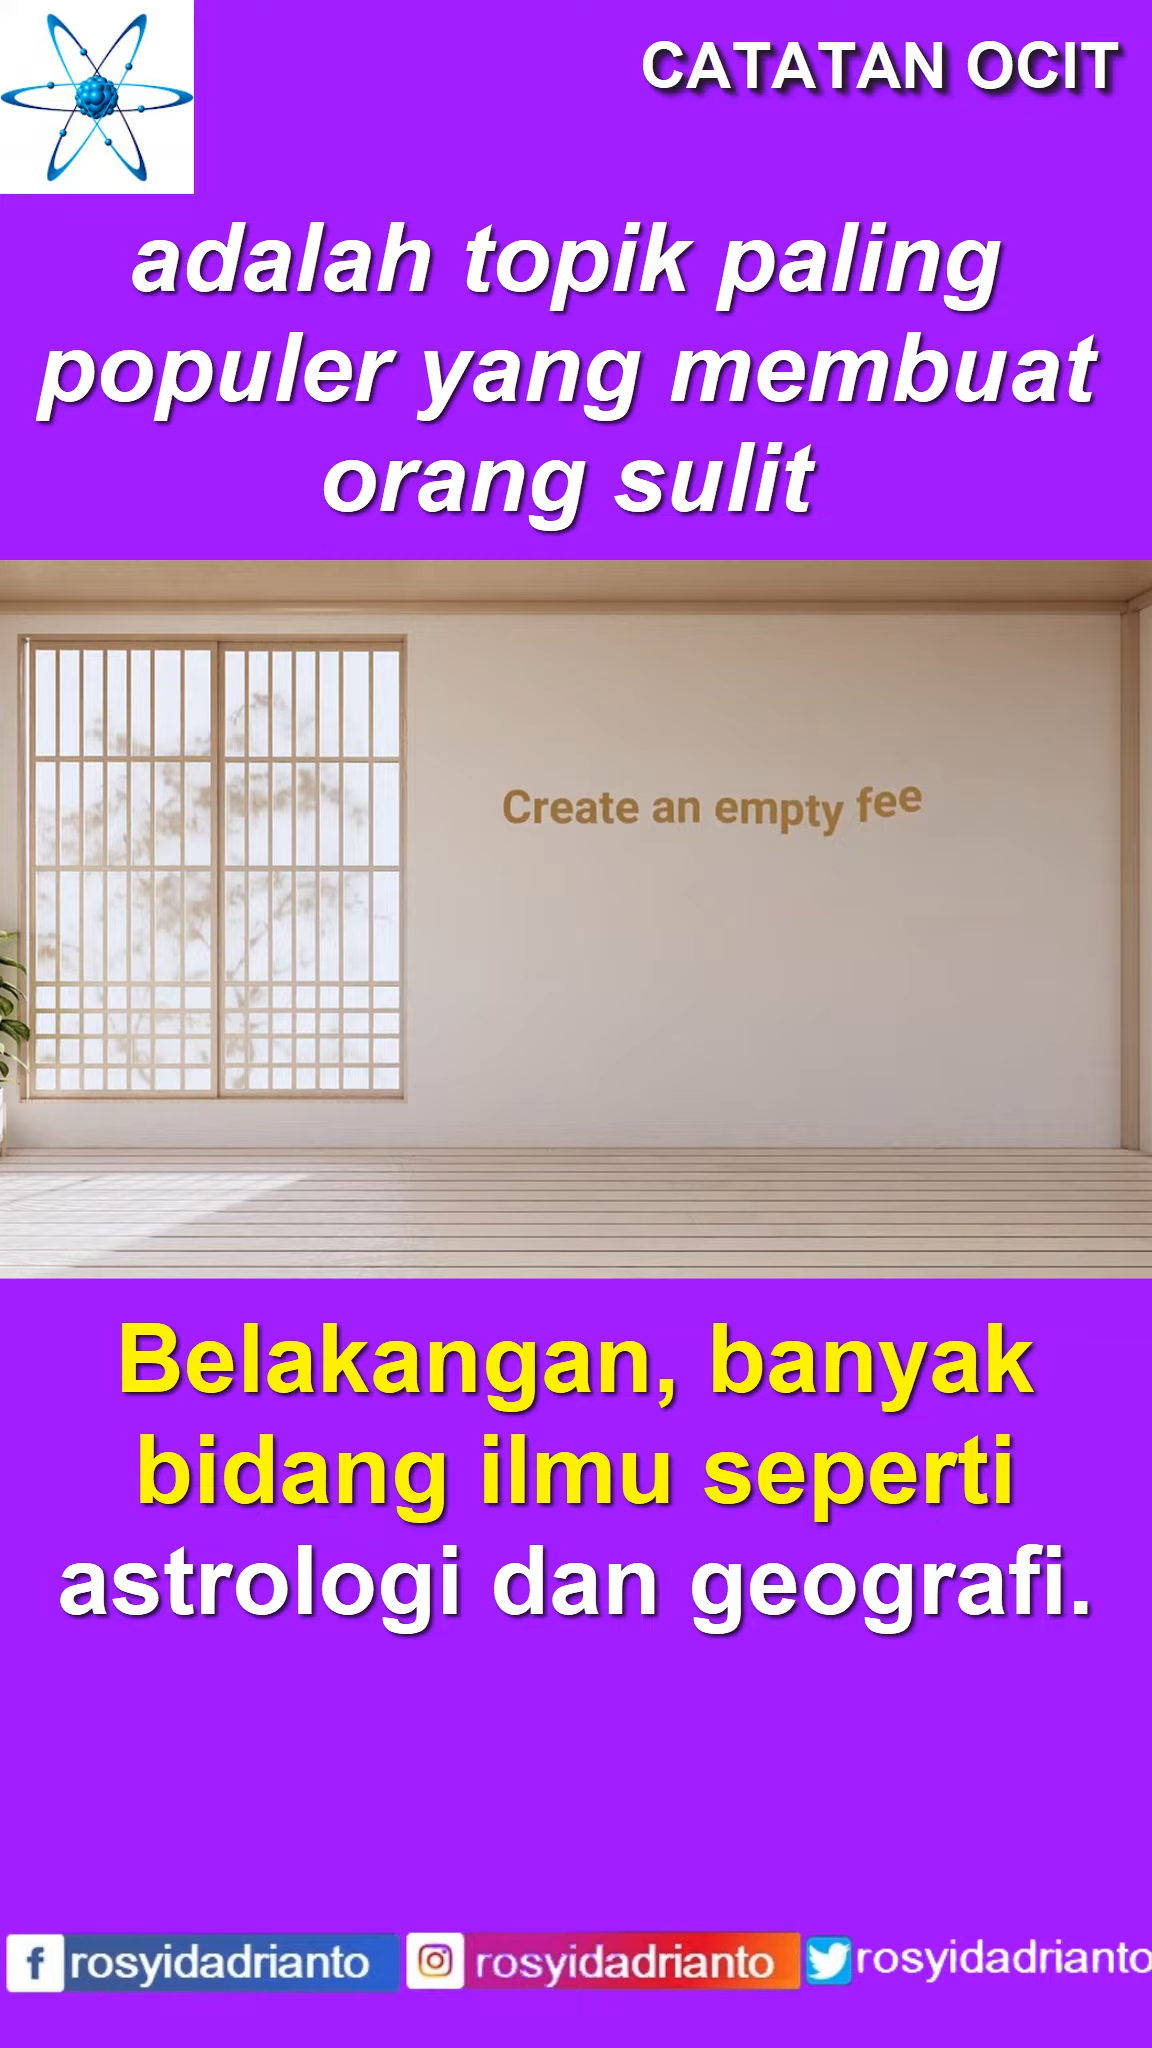 CATATAN OCIT
adalah topik paling
populer yang membuat
orang sulit
Create an empty fee
Belakangan, banyak
bidang ilmu seperti
astrologi dan geografi.
rosyidadrianto rosyidadrianto rosyidadrianto